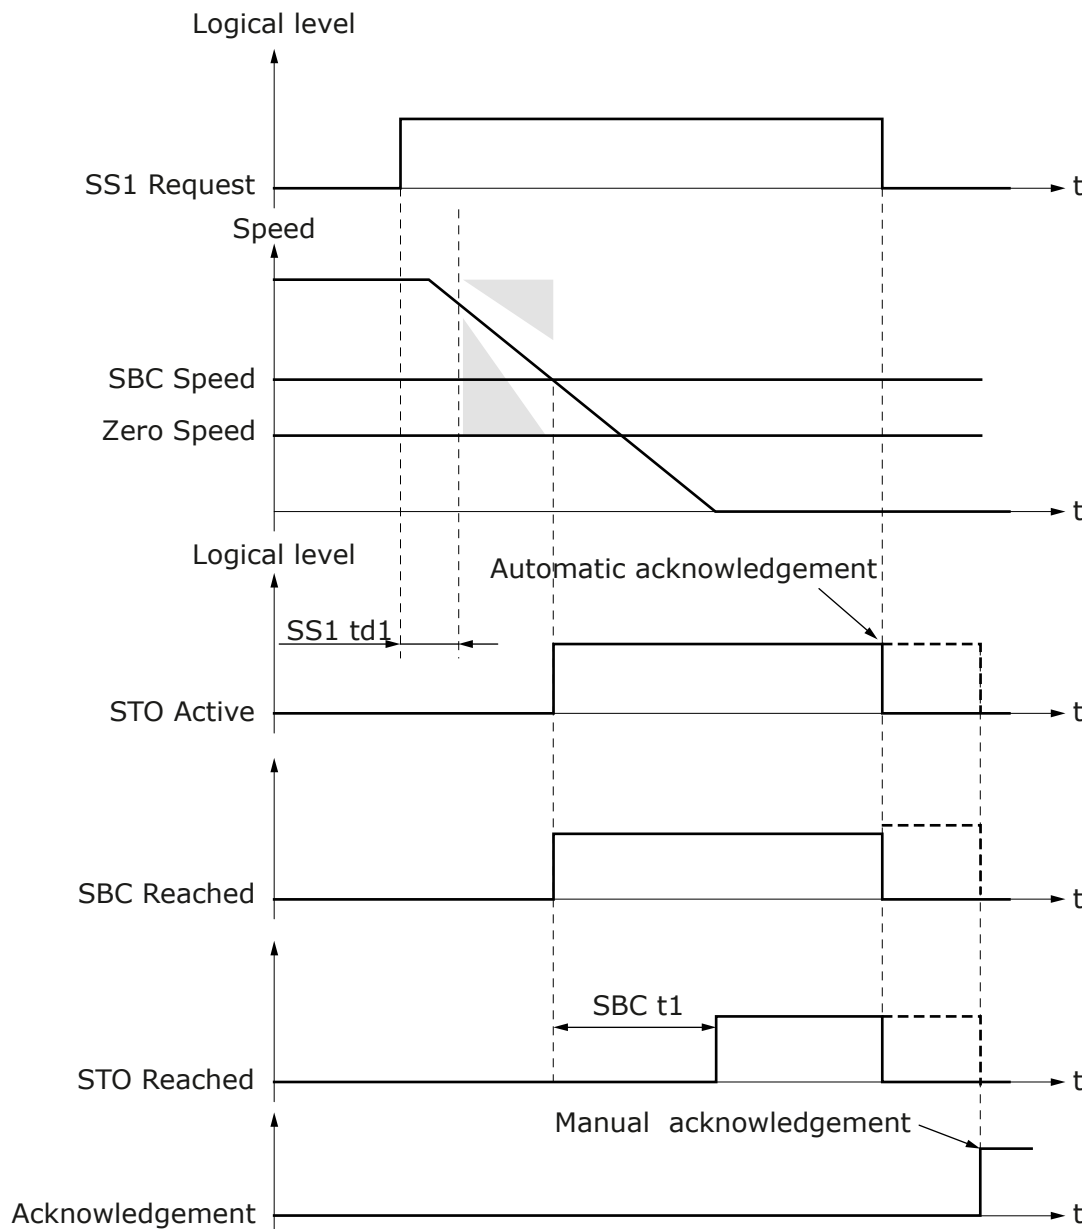 Logical level
SS1 Request
t
Speed
SBC Speed
Zero Speed
t
Logical level
Automatic acknowledgement
SS1 td1
STO Active
t
SBC Reached
t
SBC t1
STO Reached
t
Manual acknowledgement
Acknowledgement
t